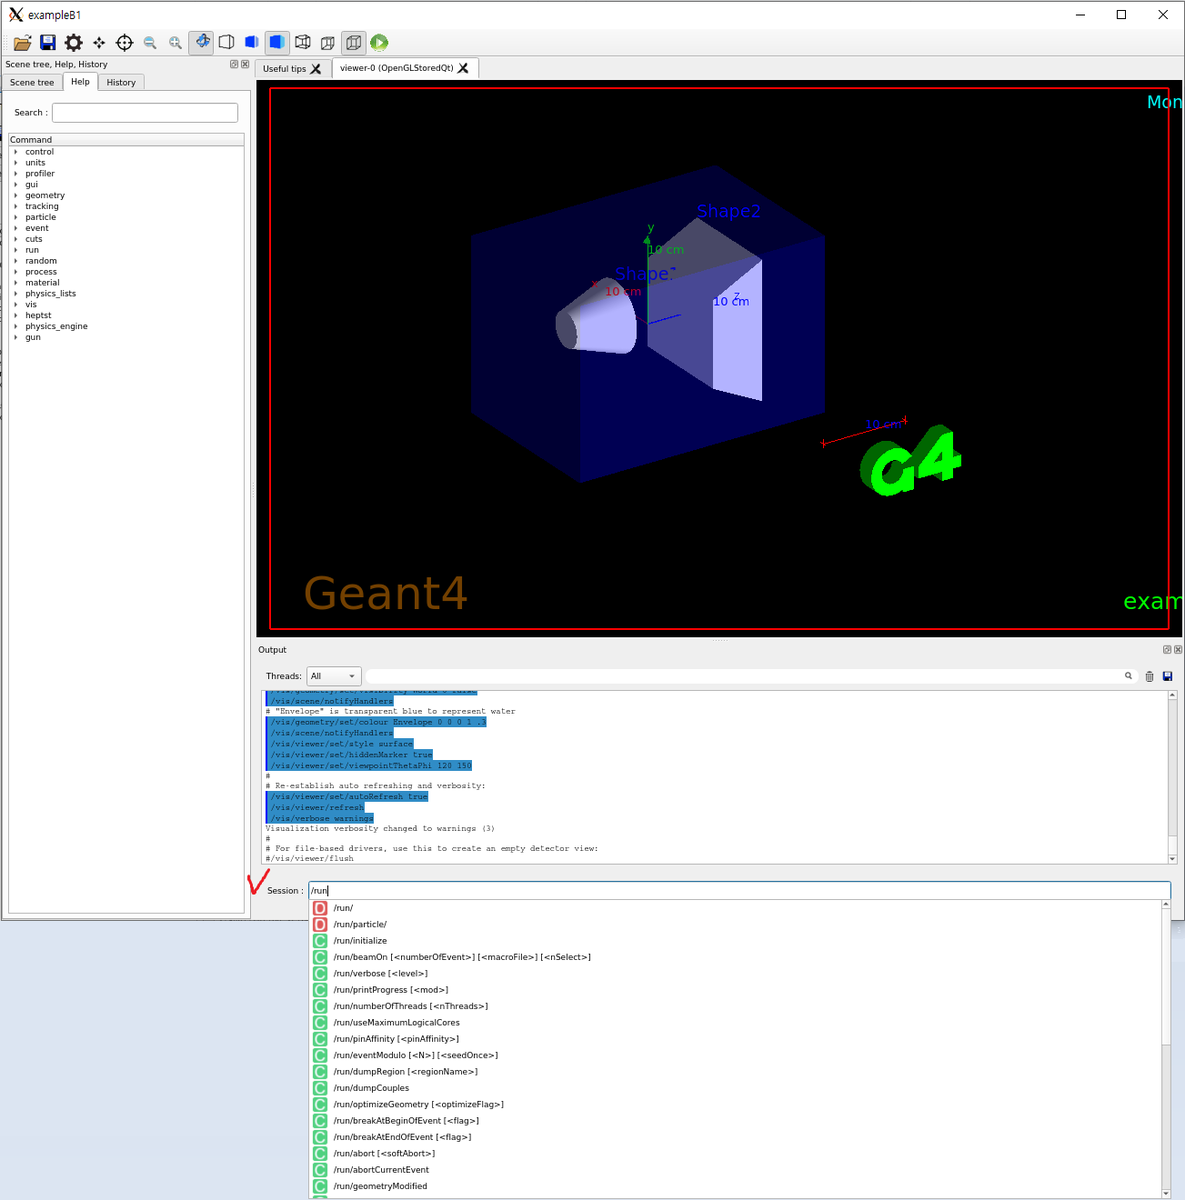 exampleB1
Scene tree, Help, History
Useful tips
viewer-0 (OpenGLStoredQt)
Scene tree
Help
History
Search :
Command
control
units
profiler
gui
geometry
tracking
particle
event
cuts
run
random
process
material
physics_lists
vis
heptst
physics_engine
gun
Mon
Shape2
y
10 cm
Shape1
x
10 cm
z
10 cm
10 cm
G4
Geant4
exam
Output
Threads:
All
/vis/scene/notifyHandlers
# "Envelope" is transparent blue to represent water
/vis/geometry/set/colour Envelope 0 0 0 1 .3
/vis/scene/notifyHandlers
/vis/viewer/set/style surface
/vis/viewer/set/hiddenMarker true
/vis/viewer/set/viewpointThetaPhi 120 150
#
# Re-establish auto refreshing and verbosity:
/vis/viewer/set/autoRefresh true
/vis/viewer/refresh
/vis/verbose warnings
Visualization verbosity changed to warnings (3)
#
# For file-based drivers, use this to create an empty detector view:
#/vis/viewer/flush
Session :
/run
D /run/
D /run/particle/
C /run/initialize
C /run/beamOn [<numberOfEvent>] [<macroFile>] [<nSelect>]
C /run/verbose [<level>]
C /run/printProgress [<mod>]
C /run/numberOfThreads [<nThreads>]
C /run/useMaximumLogicalCores
C /run/pinAffinity [<pinAffinity>]
C /run/eventModulo [<N>] [<seedOnce>]
C /run/dumpRegion [<regionName>]
C /run/dumpCouples
C /run/optimizeGeometry [<optimizeFlag>]
C /run/breakAtBeginOfEvent [<flag>]
C /run/breakAtEndOfEvent [<flag>]
C /run/abort [<softAbort>]
C /run/abortCurrentEvent
C /run/geometryModified